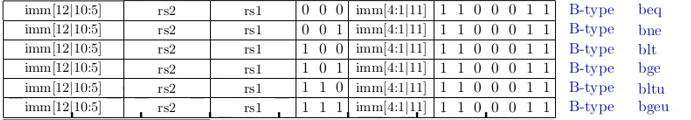 imm[12|10:5] rs2 rs1 0 0 0 imm[4:1|11] 1 1 0 0 0 1 1 B-type beq
imm[12|10:5] rs2 rs1 0 0 1 imm[4:1|11] 1 1 0 0 0 1 1 B-type bne
imm[12|10:5] rs2 rs1 1 0 0 imm[4:1|11] 1 1 0 0 0 1 1 B-type blt
imm[12|10:5] rs2 rs1 1 0 1 imm[4:1|11] 1 1 0 0 0 1 1 B-type bge
imm[12|10:5] rs2 rs1 1 1 0 imm[4:1|11] 1 1 0 0 0 1 1 B-type bltu
imm[12|10:5] rs2 rs1 1 1 1 imm[4:1|11] 1 1 0 0 0 1 1 B-type bgeu